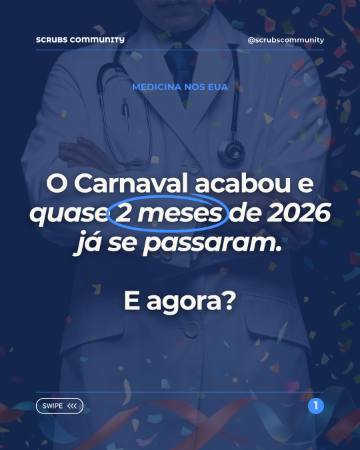 SCRUBS COMMUNITY
@scrubscommunity
MEDICINA NOS EUA
O Carnaval acabou e
quase 2 meses de 2026
já se passaram.
E agora?
SWIPE
1